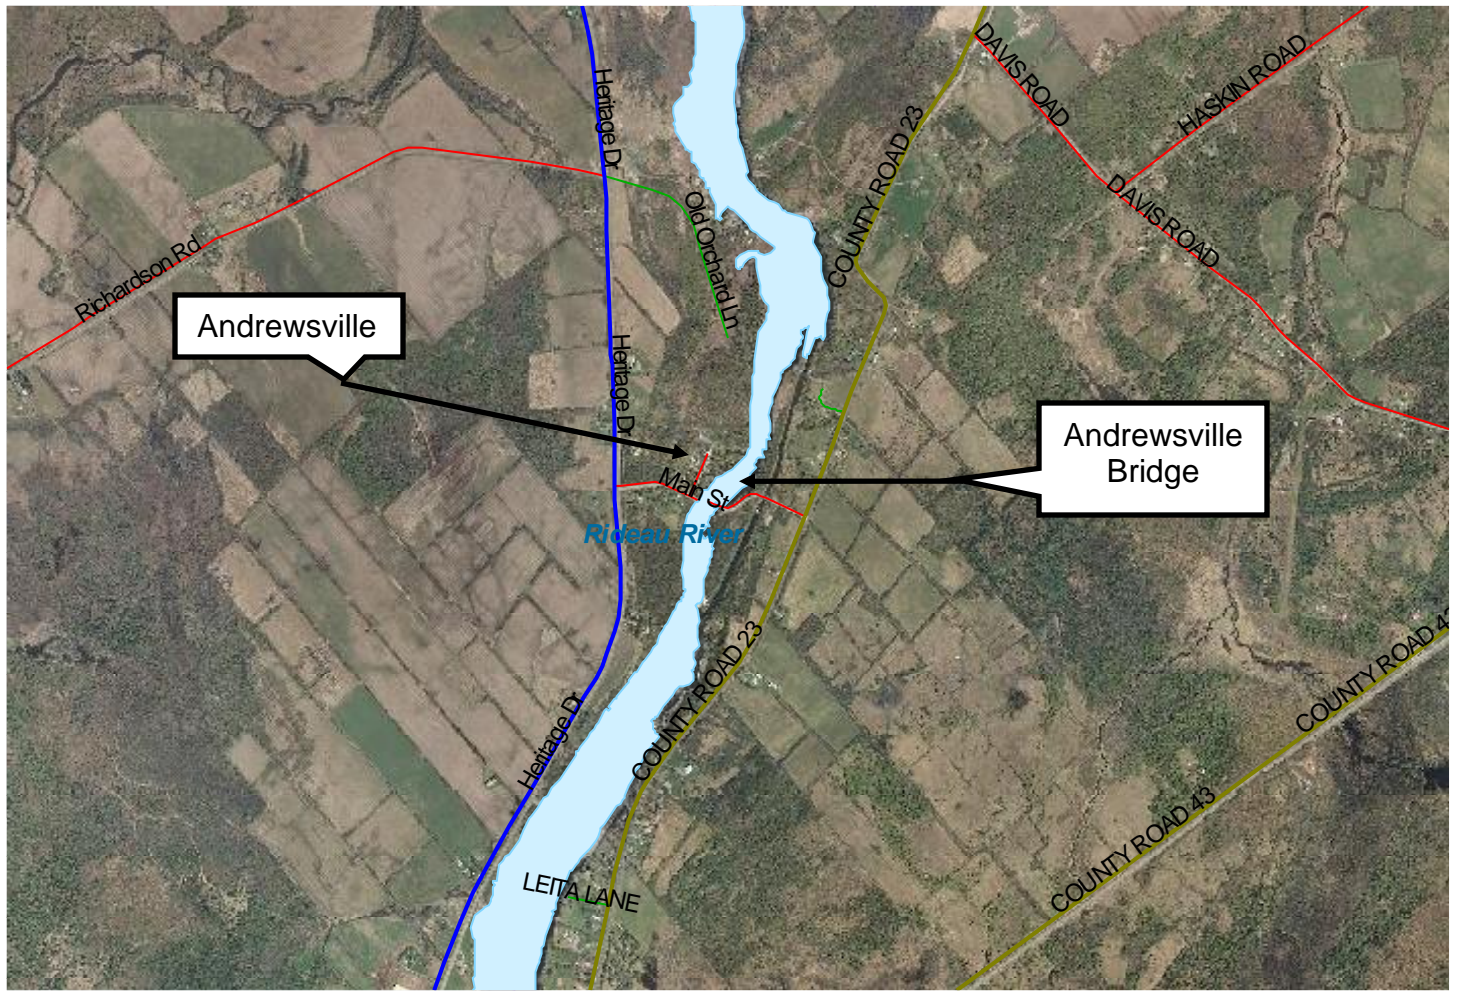 DAVIS ROAD
HASKIN ROAD
Heritage Dr
COUNTY ROAD 23
DAVIS ROAD
Old Orchard Ln
Richardson Rd
Andrewsville
Heritage Dr
Andrewsville
Bridge
Main St
Rideau River
COUNTY ROAD 23
COUNTY ROAD 4
Heritage Dr
COUNTY ROAD 43
LEITA LANE